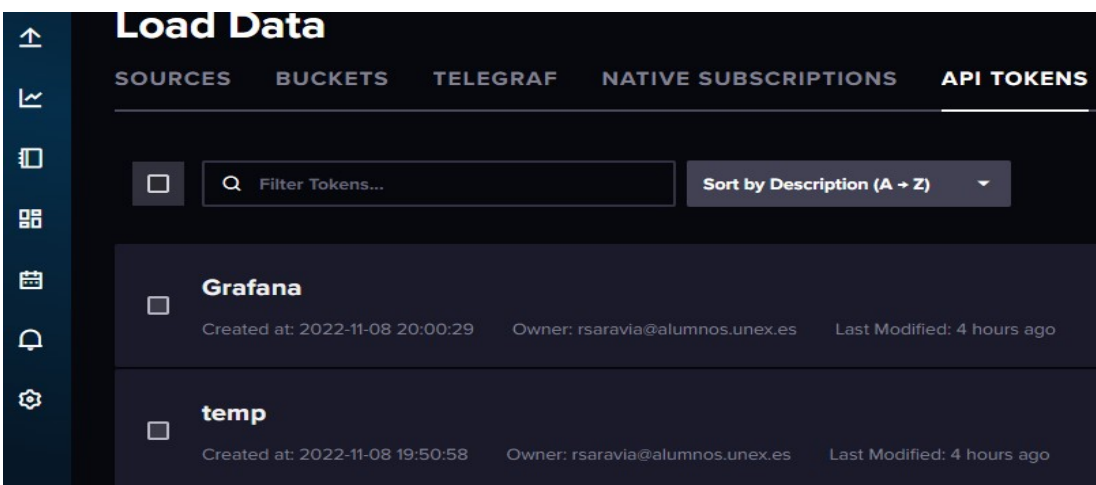 Load Data
SOURCES BUCKETS TELEGRAF NATIVE SUBSCRIPTIONS API TOKENS
Filter Tokens... Sort by Description (A → Z)
Grafana
Created at: 2022-11-08 20:00:29 Owner: rsaravia@alumnos.unex.es Last Modified: 4 hours ago
temp
Created at: 2022-11-08 19:50:58 Owner: rsaravia@alumnos.unex.es Last Modified: 4 hours ago